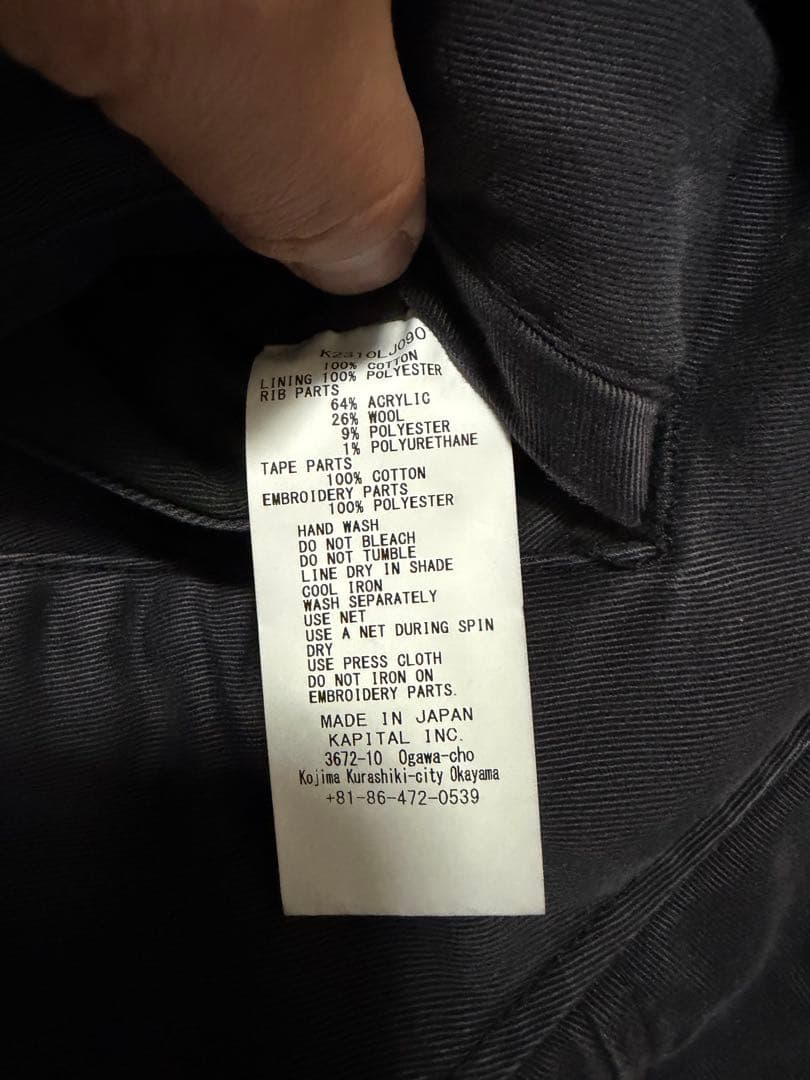 K2310LJ090
100% COTTON
LINING 100% POLYESTER
RIB PARTS
64% ACRYLIC
26% WOOL
9% POLYESTER
1% POLYURETHANE
TAPE PARTS
100% COTTON
EMBROIDERY PARTS
100% POLYESTER
HAND WASH
DO NOT BLEACH
DO NOT TUMBLE
LINE DRY IN SHADE
COOL IRON
WASH SEPARATELY
USE NET
USE A NET DURING SPIN
DRY
USE PRESS CLOTH
DO NOT IRON ON
EMBROIDERY PARTS.
MADE IN JAPAN
KAPITAL INC.
3672-10 Ogawa-cho
Kojima Kurashiki-city Okayama
+81-86-472-0539